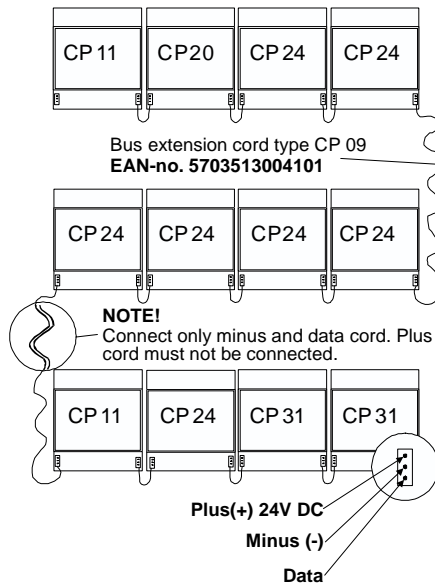 CP 11 CP20 CP 24 CP 24
Bus extension cord type CP 09
EAN-no. 5703513004101
CP 24 CP 24 CP 24 CP 24
NOTE!
Connect only minus and data cord. Plus
cord must not be connected.
CP 11 CP 24 CP 31 CP 31
Plus(+) 24V DC
Minus (-)
Data